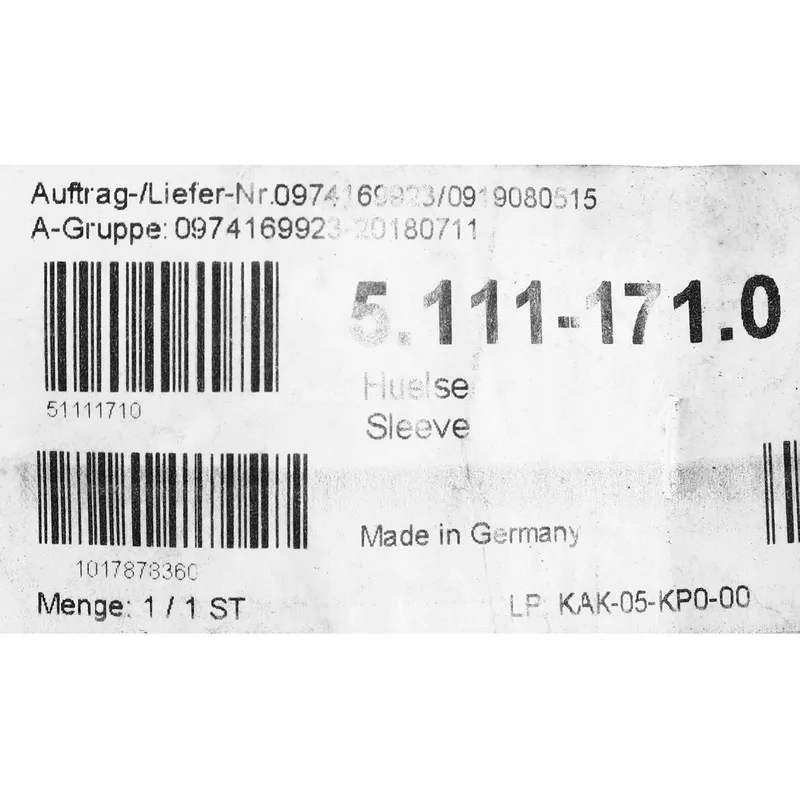 Auftrag-/Liefer-Nr.0974169923/0919080515
A-Gruppe: 0974169923-20180711
5.111-171.0
51111710
Huelse
Sleeve
Made in Germany
1017878360
Menge: 1 / 1 ST
LP: KAK-05-KP0-00